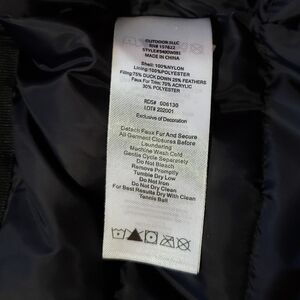 OUTDOOR LLC
RN# 157822
MADE IN CHINA
Shell: 100%NYLON
Lining:100%POLYESTER
Filling:75% DUCK DOWN 25% FEATHERS
Faux Fur Trim: 70% ACRYLIC
30% POLYESTER
RDS# 006130
LOT# 202001
Exclusive of Decoration
Detach Faux Fur And Secure
All Garment Closures Before
Laundering
Machine Wash Cold
Gentle Cycle Separately
Do Not Bleach
Remove Promptly
Tumble Dry Low
Do Not Iron
Do Not Dry Clean
For Best Results Dry With Clean
Tennis Ball